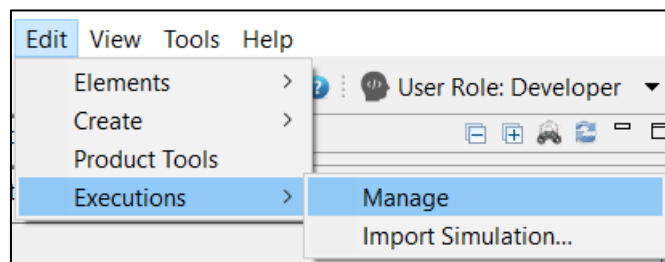 Edit View Tools Help
Elements
User Role: Developer
Create
Product Tools
Executions
Manage
Import Simulation...